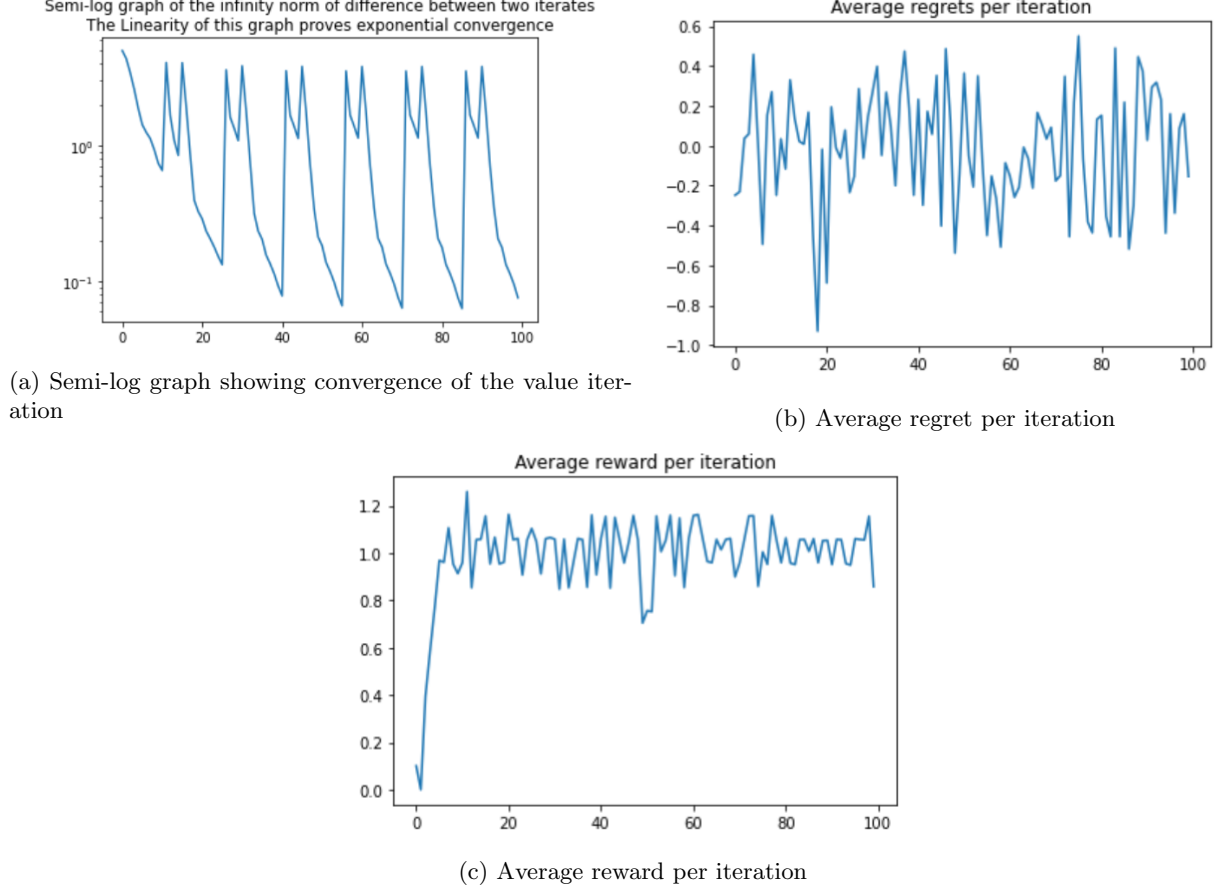 Semi-log graph of the infinity norm of difference between two iterates
The Linearity of this graph proves exponential convergence
10⁰
10⁻¹
0 20 40 60 80 100
(a) Semi-log graph showing convergence of the value iter-
ation
Average regrets per iteration
0.6
0.4
0.2
0.0
−0.2
−0.4
−0.6
−0.8
−1.0
0 20 40 60 80 100
(b) Average regret per iteration
Average reward per iteration
1.2
1.0
0.8
0.6
0.4
0.2
0.0
0 20 40 60 80 100
(c) Average reward per iteration